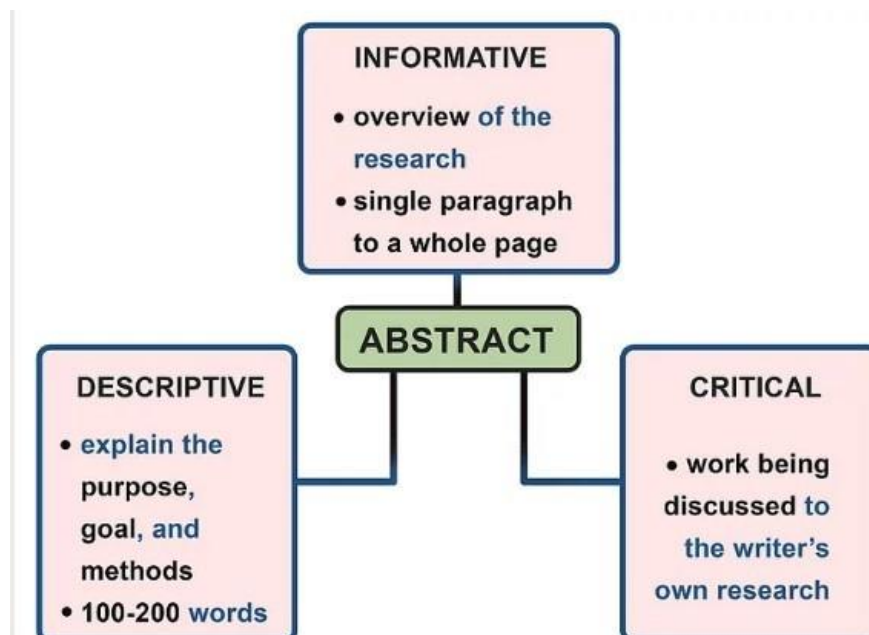 INFORMATIVE
• overview of the
research
• single paragraph
to a whole page
ABSTRACT
DESCRIPTIVE
• explain the
purpose,
goal, and
methods
• 100-200 words
CRITICAL
• work being
discussed to
the writer's
own research